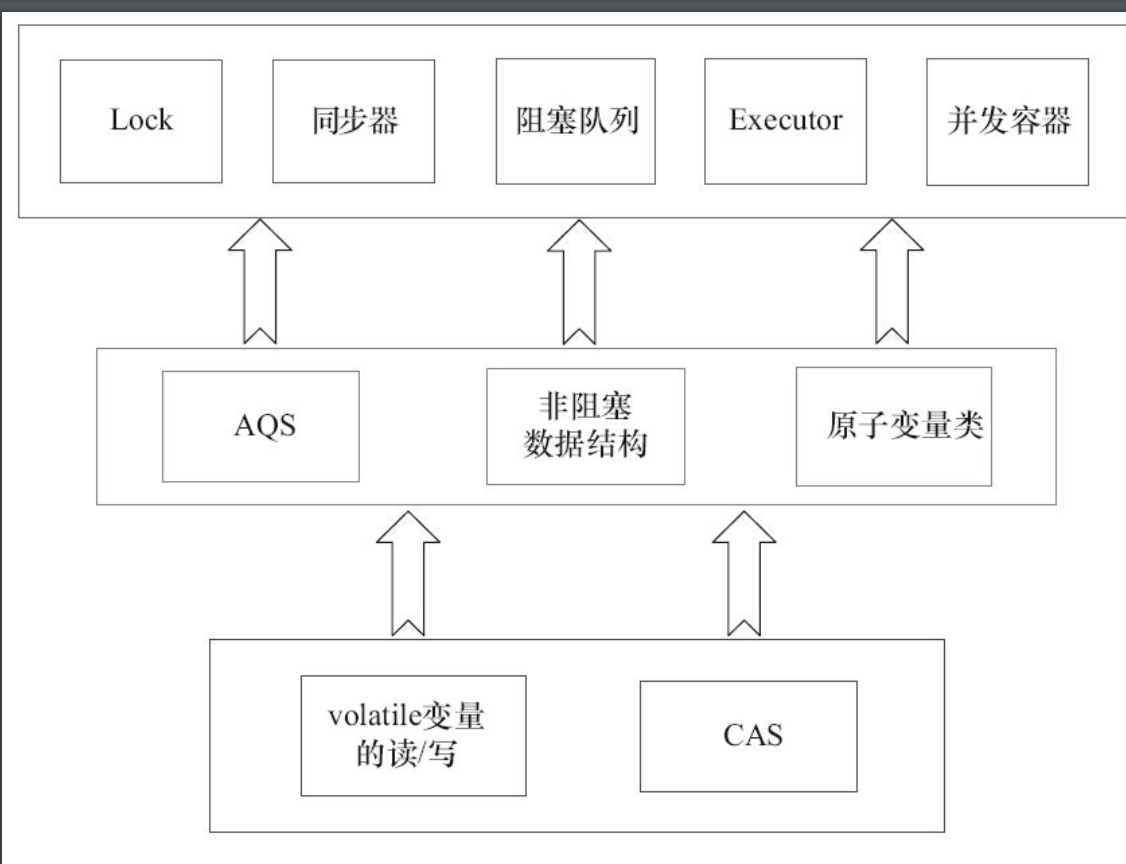 Lock
同步器
阻塞队列
Executor
并发容器
AQS
非阻塞
数据结构
原子变量类
volatile变量
的读/写
CAS